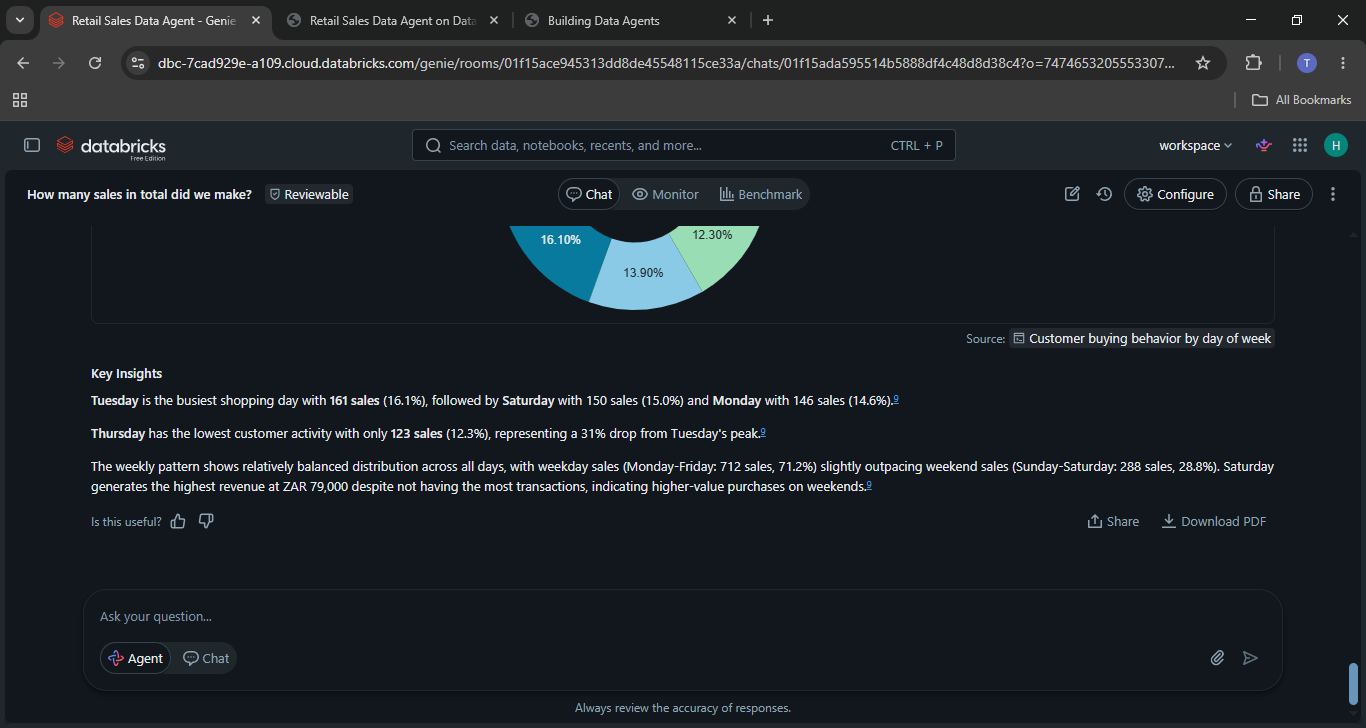 Retail Sales Data Agent - Genie
Retail Sales Data Agent on Data
Building Data Agents
dbc-7cad929e-a109.cloud.databricks.com/genie/rooms/01f15ace945313dd8de45548115ce33a/chats/01f15ada595514b5888df4c48d8d38c4?o=7474653205553307...
T
All Bookmarks
databricks
Free Edition
Search data, notebooks, recents, and more...
CTRL + P
workspace
H
How many sales in total did we make?
Reviewable
Chat
Monitor
Benchmark
Configure
Share
16.10%
12.30%
13.90%
Source: Customer buying behavior by day of week
Key Insights
Tuesday is the busiest shopping day with 161 sales (16.1%), followed by Saturday with 150 sales (15.0%) and Monday with 146 sales (14.6%).9
Thursday has the lowest customer activity with only 123 sales (12.3%), representing a 31% drop from Tuesday's peak.9
The weekly pattern shows relatively balanced distribution across all days, with weekday sales (Monday-Friday: 712 sales, 71.2%) slightly outpacing weekend sales (Sunday-Saturday: 288 sales, 28.8%). Saturday
generates the highest revenue at ZAR 79,000 despite not having the most transactions, indicating higher-value purchases on weekends.9
Is this useful?
Share
Download PDF
Ask your question...
Agent
Chat
Always review the accuracy of responses.